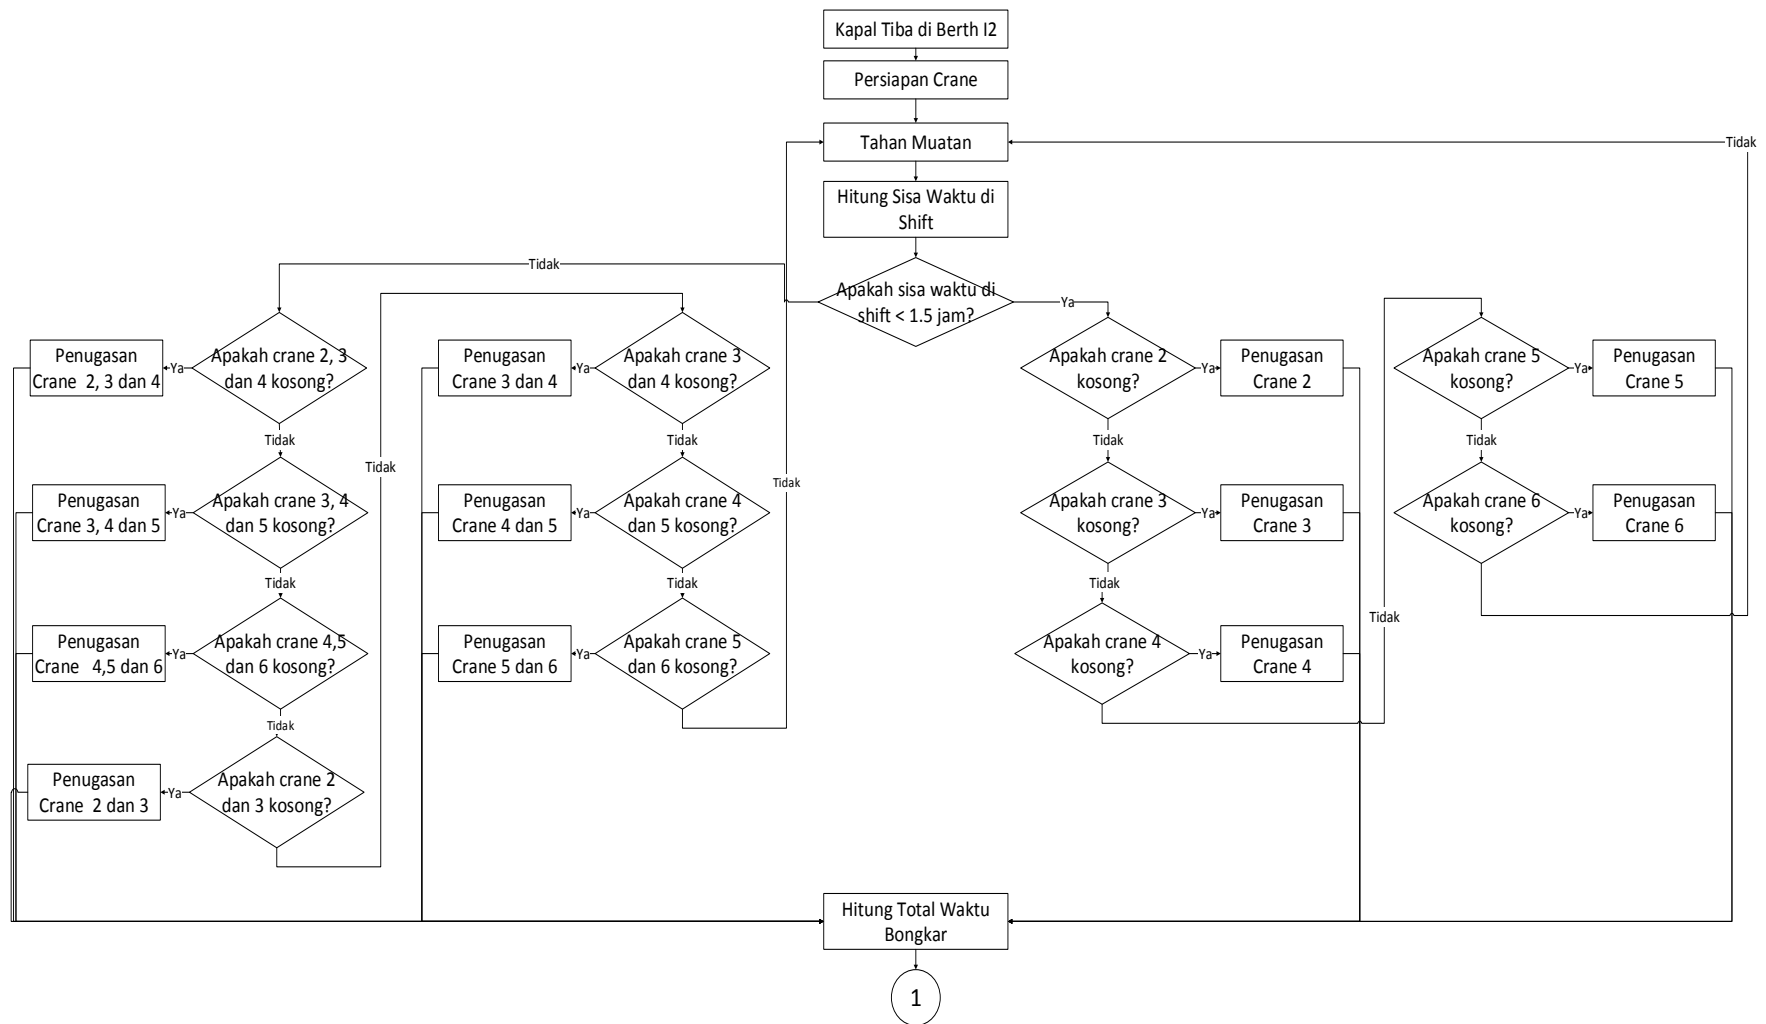 Kapal Tiba di Berth I2
Persiapan Crane
Tahan Muatan
Tidak
Hitung Sisa Waktu di
Shift
Tidak
Apakah sisa waktu di
shift < 1.5 jam?
Ya
Penugasan
Crane 2, 3 dan 4
Ya
Apakah crane 2, 3
dan 4 kosong?
Penugasan
Crane 3 dan 4
Ya
Apakah crane 3
dan 4 kosong?
Apakah crane 2
kosong?
Ya
Penugasan
Crane 2
Apakah crane 5
kosong?
Ya
Penugasan
Crane 5
Tidak
Tidak
Tidak
Tidak
Tidak
Tidak
Penugasan
Crane 3, 4 dan 5
Ya
Apakah crane 3, 4
dan 5 kosong?
Penugasan
Crane 4 dan 5
Ya
Apakah crane 4
dan 5 kosong?
Apakah crane 3
kosong?
Ya
Penugasan
Crane 3
Apakah crane 6
kosong?
Ya
Penugasan
Crane 6
Tidak
Tidak
Tidak
Tidak
Penugasan
Crane 4,5 dan 6
Ya
Apakah crane 4,5
dan 6 kosong?
Penugasan
Crane 5 dan 6
Ya
Apakah crane 5
dan 6 kosong?
Apakah crane 4
kosong?
Ya
Penugasan
Crane 4
Tidak
Penugasan
Crane 2 dan 3
Ya
Apakah crane 2
dan 3 kosong?
Hitung Total Waktu
Bongkar
1